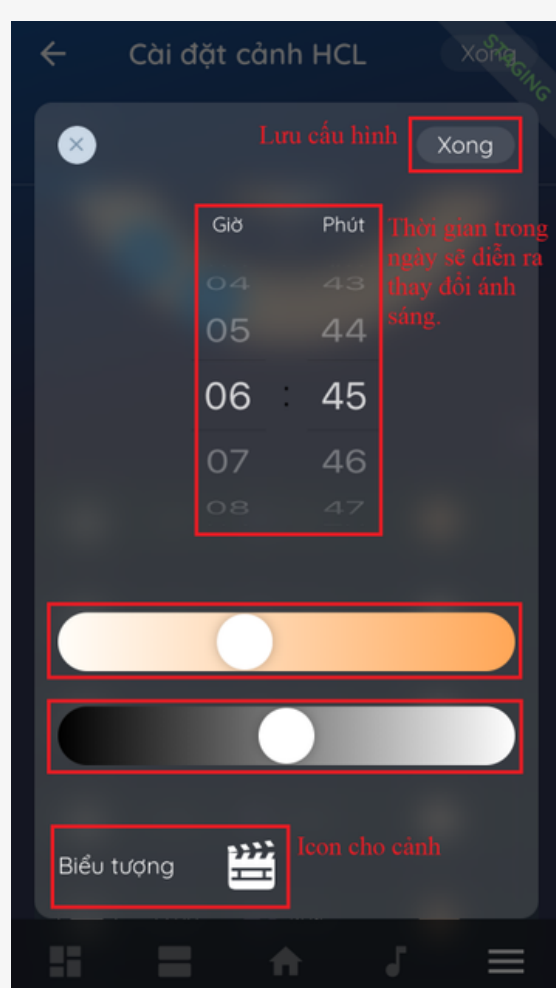 Cài đặt cảnh HCL
Xong
STAGING
Lưu cấu hình
Xong
Giờ Phút
Thời gian trong
ngày sẽ diễn ra
thay đổi ánh
sáng.
04 43
05 44
06 : 45
07 46
08 47
Biểu tượng
Icon cho cảnh